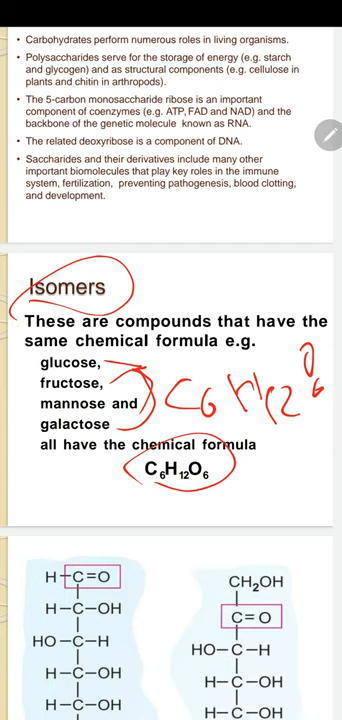 • Carbohydrates perform numerous roles in living organisms.
• Polysaccharides serve for the storage of energy (e.g. starch
and glycogen) and as structural components (e.g. cellulose in
plants and chitin in arthropods).
• The 5-carbon monosaccharide ribose is an important
component of coenzymes (e.g. ATP, FAD and NAD) and the
backbone of the genetic molecule known as RNA.
• The related deoxyribose is a component of DNA.
• Saccharides and their derivatives include many other
important biomolecules that play key roles in the immune
system, fertilization, preventing pathogenesis, blood clotting,
and development.
Isomers
These are compounds that have the
same chemical formula e.g.
glucose,
fructose,
mannose and
galactose
C6H12O6
all have the chemical formula
C₆H₁₂O₆
H-C=O
H-C-OH
HO-C-H
H-C-OH
H-C-OH
CH₂OH
C=O
HO-C-H
H-C-OH
H-C-OH